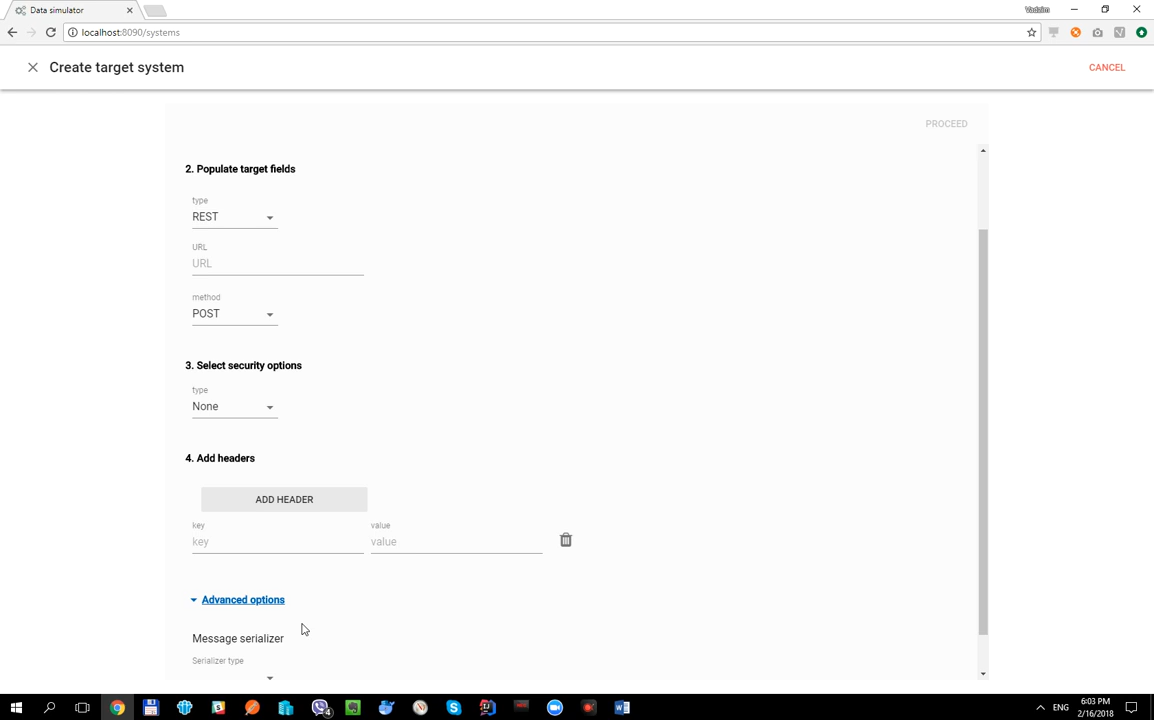 Data simulator
Vadzim
localhost:8090/systems
Create target system
CANCEL
PROCEED
2. Populate target fields
type
REST
URL
URL
method
POST
3. Select security options
type
None
4. Add headers
ADD HEADER
key
value
key
value
Advanced options
Message serializer
Serializer type
4
ENG
6:03 PM
2/16/2018